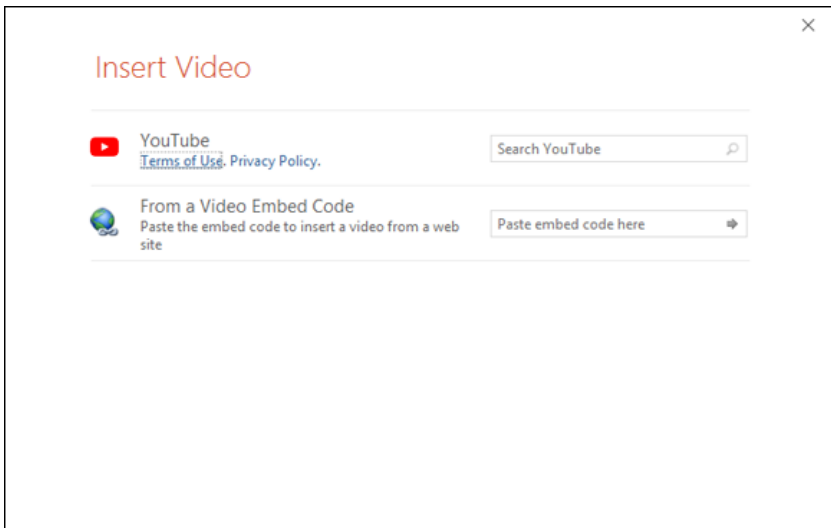 Insert Video
YouTube
Terms of Use. Privacy Policy.
Search YouTube
From a Video Embed Code
Paste the embed code to insert a video from a web
site
Paste embed code here